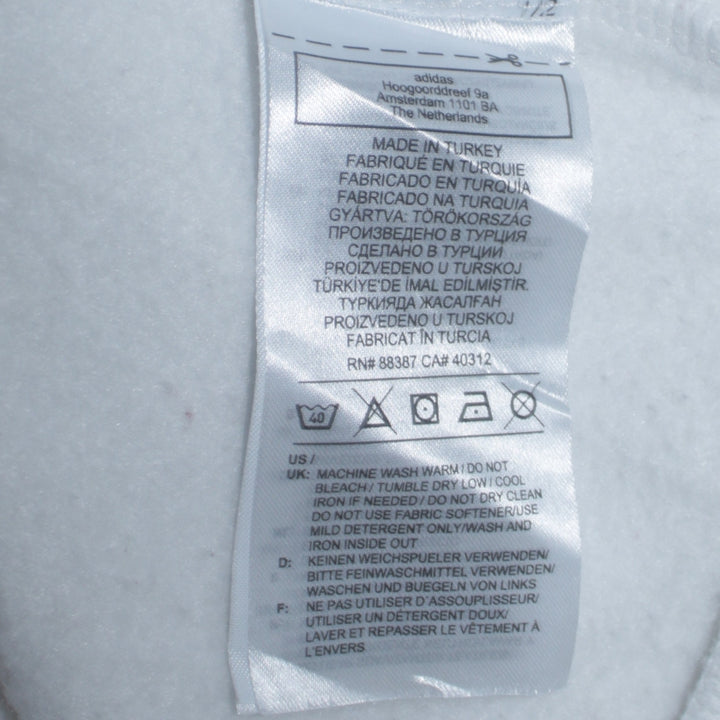 1/2
adidas
Hoogoorddreef 9a
Amsterdam 1101 BA
The Netherlands
MADE IN TURKEY
FABRIQUÉ EN TURQUIE
FABRICADO EN TURQUÍA
FABRICADO NA TURQUIA
GYÁRTVA: TÖRÖKORSZÁG
ПРОИЗВЕДЕНО В ТУРЦИЯ
СДЕЛАНО В ТУРЦИИ
PROIZVEDENO U TURSKOJ
TÜRKİYE'DE İMAL EDİLMİŞTİR.
ТУРКИЯДА ЖАСАЛҒАН
PROIZVEDENO U TURSKOJ
FABRICAT ÎN TURCIA
RN# 88387 CA# 40312
40
US /
UK: MACHINE WASH WARM / DO NOT
BLEACH / TUMBLE DRY LOW / COOL
IRON IF NEEDED / DO NOT DRY CLEAN
DO NOT USE FABRIC SOFTENER/USE
MILD DETERGENT ONLY/WASH AND
IRON INSIDE OUT
D: KEINEN WEICHSPUELER VERWENDEN/
BITTE FEINWASCHMITTEL VERWENDEN/
WASCHEN UND BUEGELN VON LINKS
F: NE PAS UTILISER D'ASSOUPLISSEUR/
UTILISER UN DÉTERGENT DOUX/
LAVER ET REPASSER LE VÊTEMENT À
L'ENVERS